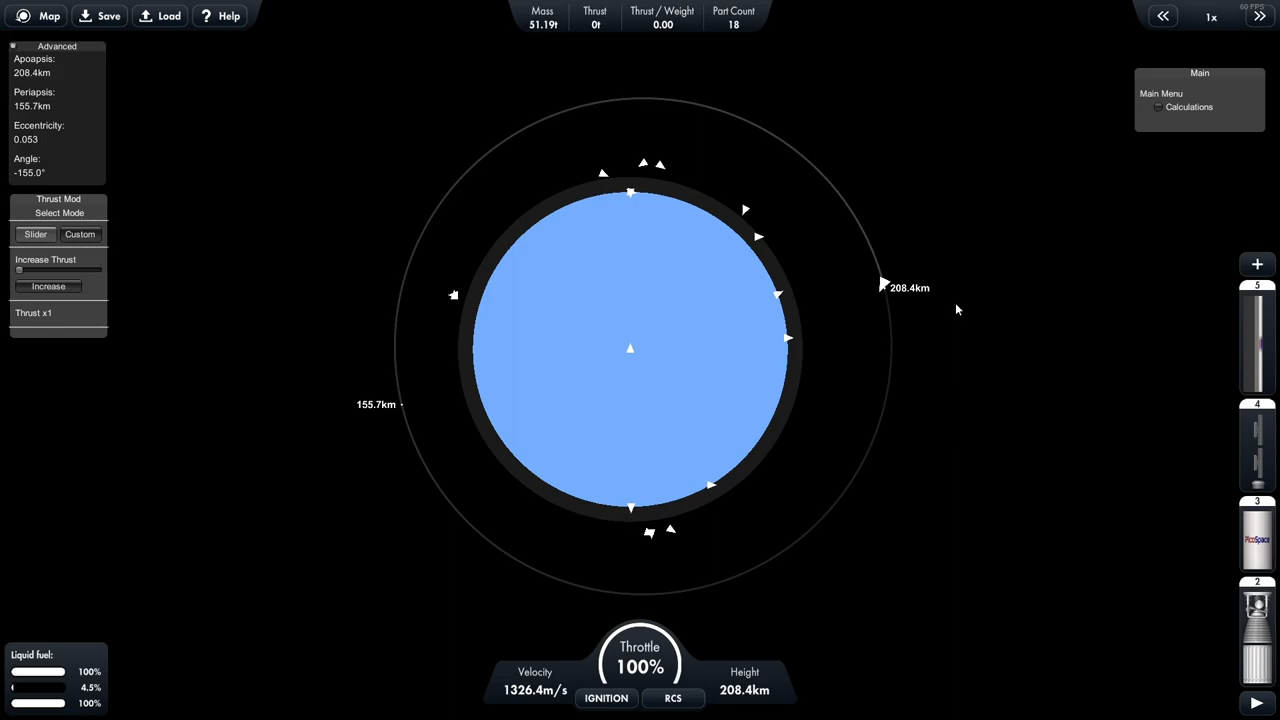 Map
Save
Load
Help
Mass
51.19t
Thrust
0t
Thrust / Weight
0.00
Part Count
18
1x
60 FPS
Advanced
Apoapsis:
208.4km
Periapsis:
155.7km
Eccentricity:
0.053
Angle:
-155.0°
Thrust Mod
Select Mode
Slider
Custom
Increase Thrust
Increase
Thrust x1
Main
Main Menu
Calculations
208.4km
155.7km
5
4
3
PicoSpace
2
Liquid fuel:
100%
4.5%
100%
Throttle
100%
Velocity
1326.4m/s
Height
208.4km
IGNITION
RCS